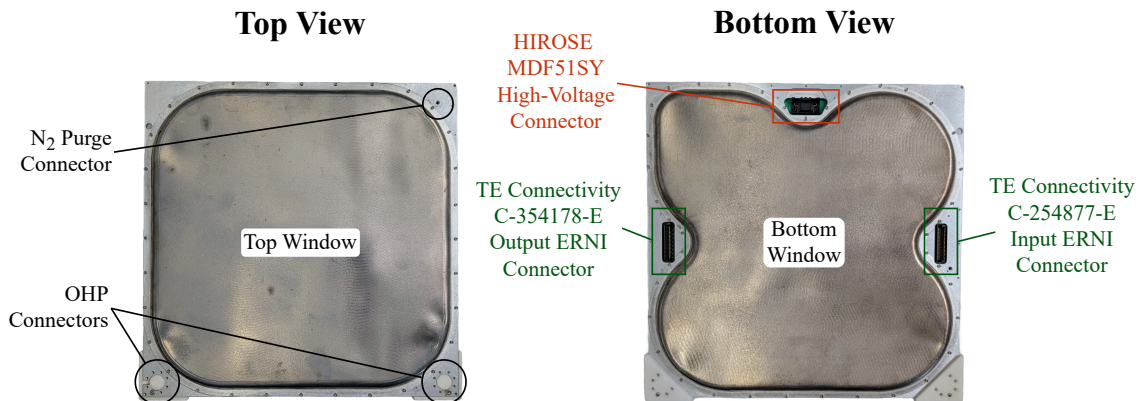 Top View
Bottom View
N₂ Purge
Connector
Top Window
OHP
Connectors
HIROSE
MDF51SY
High-Voltage
Connector
TE Connectivity
C-354178-E
Output ERNI
Connector
Bottom
Window
TE Connectivity
C-254877-E
Input ERNI
Connector